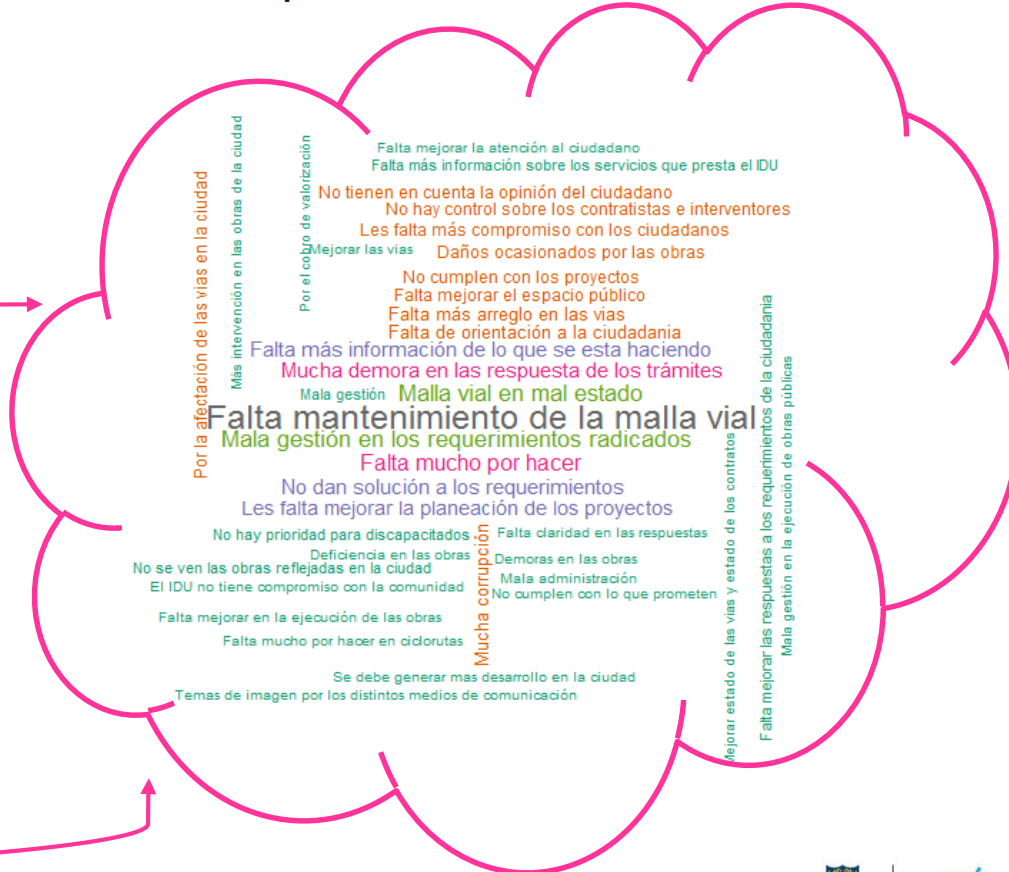 Falta mejorar la atención al ciudadano
Falta más información sobre los servicios que presta el IDU
No tienen en cuenta la opinión del ciudadano
No hay control sobre los contratistas e interventores
Les falta más compromiso con los ciudadanos
Mejorar las vias
Daños ocasionados por las obras
No cumplen con los proyectos
Falta mejorar el espacio público
Falta más arreglo en las vias
Falta de orientación a la ciudadania
Falta más información de lo que se esta haciendo
Mucha demora en las respuesta de los trámites
Mala gestión
Malla vial en mal estado
Falta mantenimiento de la malla vial
Mala gestión en los requerimientos radicados
Falta mucho por hacer
No dan solución a los requerimientos
Les falta mejorar la planeación de los proyectos
No hay prioridad para discapacitados
Falta claridad en las respuestas
Deficiencia en las obras
Demoras en las obras
No se ven las obras reflejadas en la ciudad
Mala administración
El IDU no tiene compromiso con la comunidad
No cumplen con lo que prometen
Falta mejorar en la ejecución de las obras
Falta mucho por hacer en ciclorutas
Se debe generar mas desarrollo en la ciudad
Temas de imagen por los distintos medios de comunicación
Por la afectación de las vias en la ciudad
Más intervención en las obras de la ciudad
Por el cobro de valorización
Mucha corrupción
Mejorar estado de las vias y estado de los contratos
Falta mejorar las respuestas a los requerimientos de la ciudadania
Mala gestión en la ejecución de obras públicas